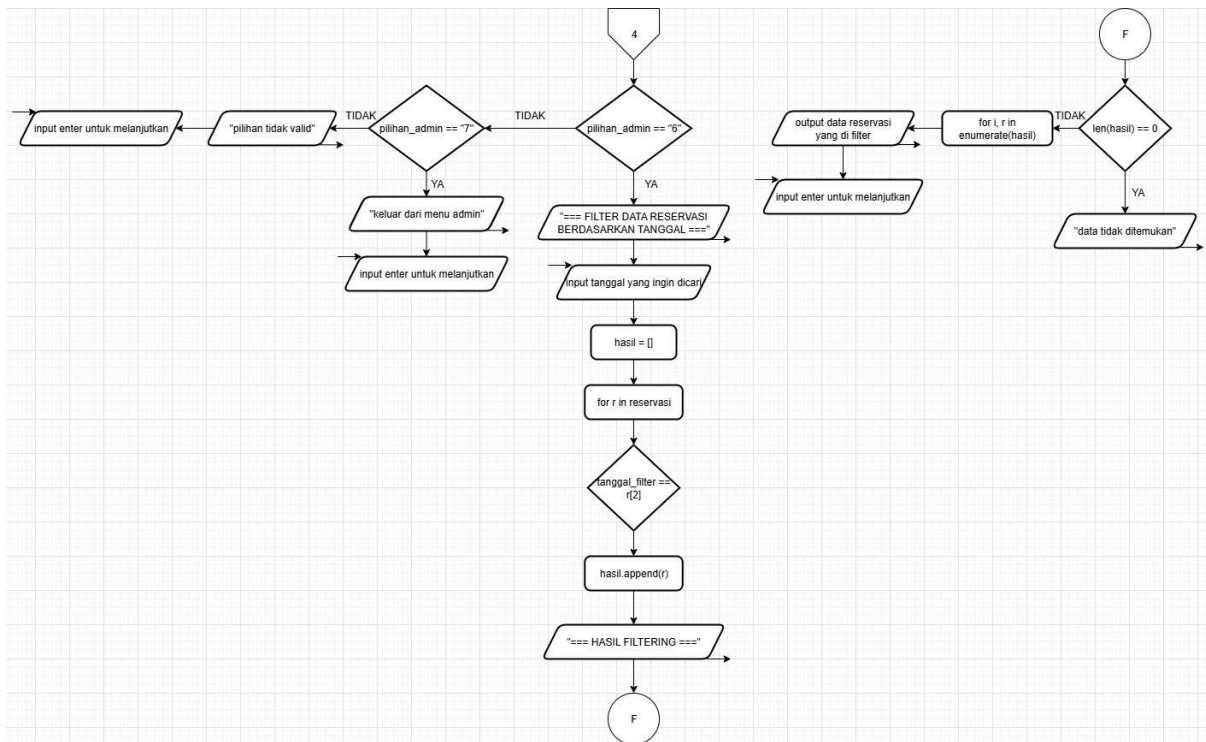 4
F
TIDAK
TIDAK
TIDAK
input enter untuk melanjutkan
"pilihan tidak valid"
pilihan_admin == "7"
pilihan_admin == "6"
output data reservasi
yang di filter
for i, r in
enumerate(hasil)
len(hasil) == 0
YA
YA
YA
input enter untuk melanjutkan
"keluar dari menu admin"
"=== FILTER DATA RESERVASI
BERDASARKAN TANGGAL ==="
"data tidak ditemukan"
input enter untuk melanjutkan
input tanggal yang ingin dicari
hasil = []
for r in reservasi
tanggal_filter ==
r[2]
hasil.append(r)
"=== HASIL FILTERING ==="
F